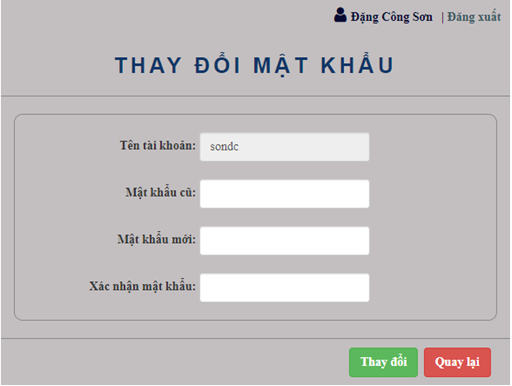 Đặng Công Sơn | Đăng xuất
THAY ĐỔI MẬT KHẨU
Tên tài khoản: sondc
Mật khẩu cũ:
Mật khẩu mới:
Xác nhận mật khẩu:
Thay đổi Quay lại